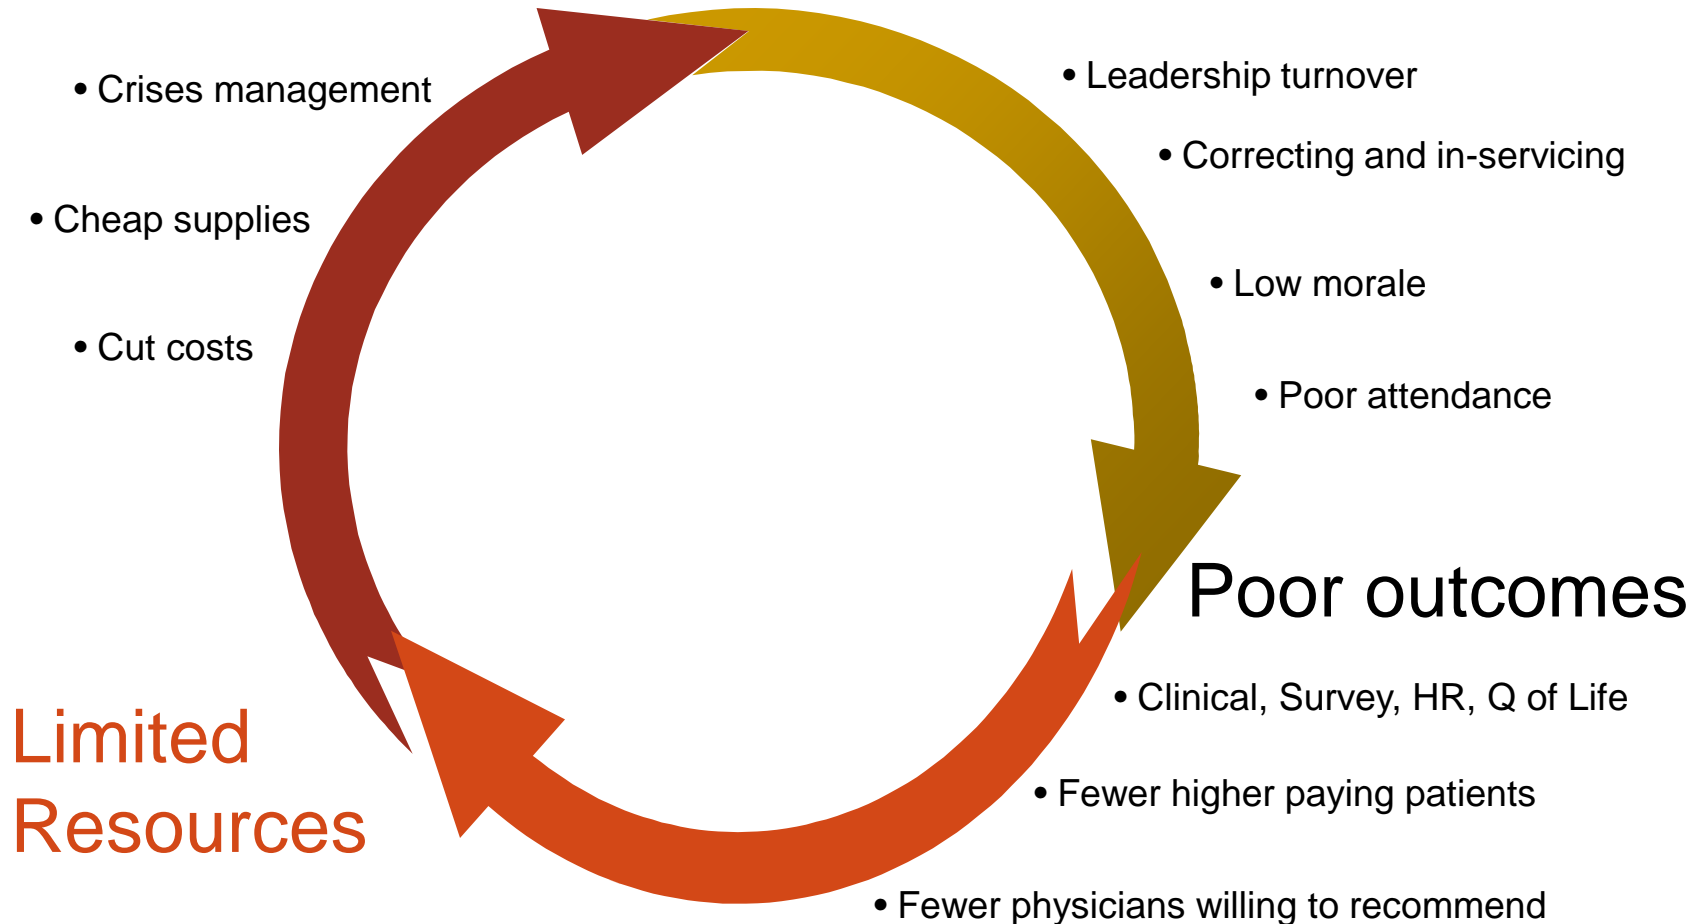 • Crises management
• Cheap supplies
• Cut costs
• Leadership turnover
• Correcting and in-servicing
• Low morale
• Poor attendance
Poor outcomes
• Clinical, Survey, HR, Q of Life
• Fewer higher paying patients
• Fewer physicians willing to recommend
Limited
Resources